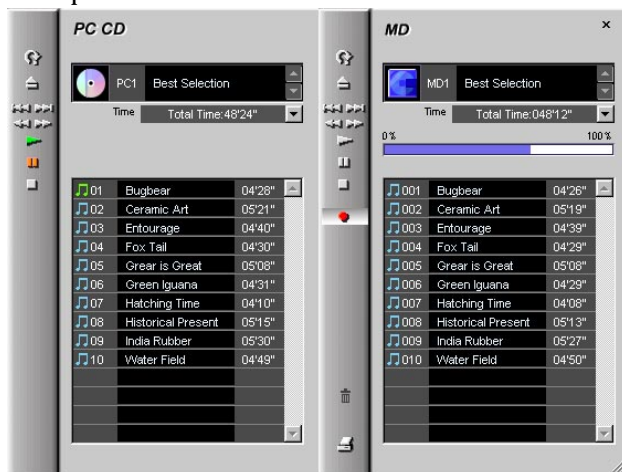 PC CD
PC1 Best Selection
Time Total Time:48'24"
01 Bugbear 04'28"
02 Ceramic Art 05'21"
03 Entourage 04'40"
04 Fox Tail 04'30"
05 Grear is Great 05'08"
06 Green Iguana 04'31"
07 Hatching Time 04'10"
08 Historical Present 05'15"
09 India Rubber 05'30"
10 Water Field 04'49"
MD ×
MD1 Best Selection
Time Total Time:048'12"
0 % 100 %
001 Bugbear 04'26"
002 Ceramic Art 05'19"
003 Entourage 04'39"
004 Fox Tail 04'29"
005 Grear is Great 05'08"
006 Green Iguana 04'29"
007 Hatching Time 04'08"
008 Historical Present 05'13"
009 India Rubber 05'27"
010 Water Field 04'50"